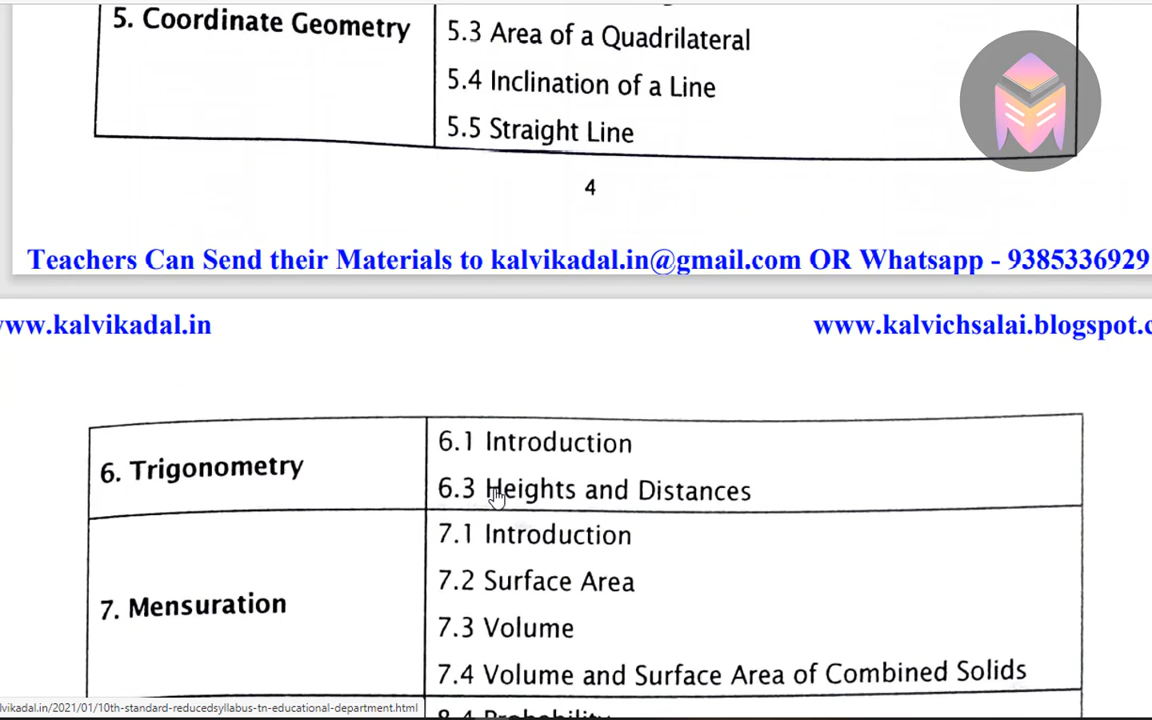 5. Coordinate Geometry
5.3 Area of a Quadrilateral
5.4 Inclination of a Line
5.5 Straight Line
4
Teachers Can Send their Materials to kalvikadal.in@gmail.com OR Whatsapp - 9385336929
www.kalvikadal.in
www.kalvichsalai.blogspot.c
6. Trigonometry
6.1 Introduction
6.3 Heights and Distances
7. Mensuration
7.1 Introduction
7.2 Surface Area
7.3 Volume
7.4 Volume and Surface Area of Combined Solids
8.4 Probability
lvikadal.in/2021/01/10th-standard-reducedsyllabus-tn-educational-department.html